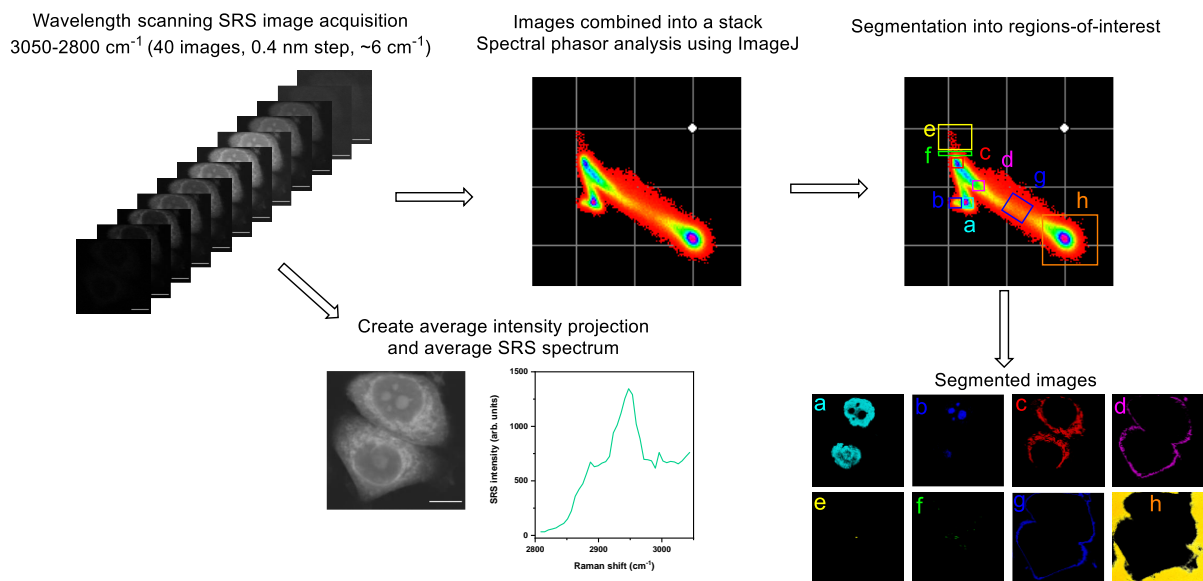 Wavelength scanning SRS image acquisition
3050-2800 cm⁻¹ (40 images, 0.4 nm step, ~6 cm⁻¹)
Images combined into a stack
Spectral phasor analysis using ImageJ
Segmentation into regions-of-interest
e
f
c
d
g
b
a
h
Create average intensity projection
and average SRS spectrum
1500
1000
500
0
SRS intensity (arb. units)
2800
2900
3000
Raman shift (cm⁻¹)
Segmented images
a
b
c
d
e
f
g
h